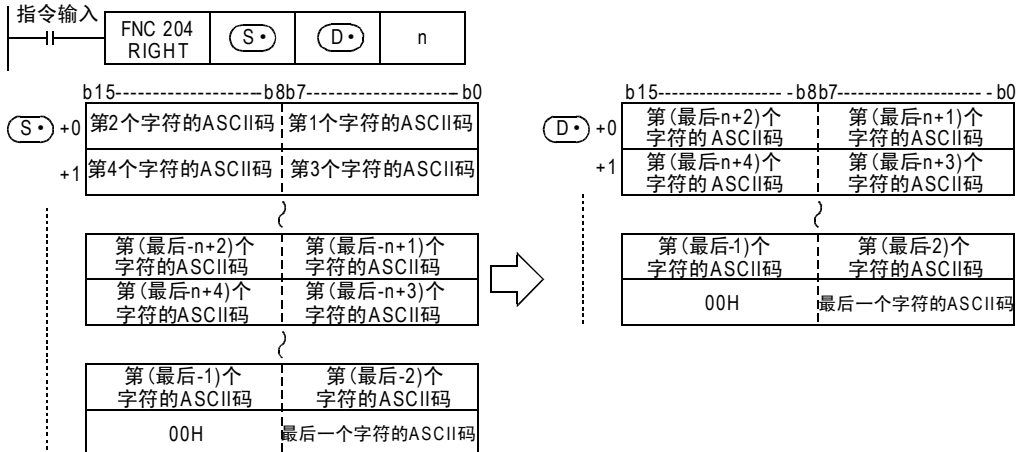 指令输入
FNC 204
RIGHT
S•
D•
n
b15--------------------b8b7--------------------b0
S• +0
第2个字符的ASCII码
第1个字符的ASCII码
+1
第4个字符的ASCII码
第3个字符的ASCII码
第(最后-n+2)个
字符的ASCII码
第(最后-n+1)个
字符的ASCII码
第(最后-n+4)个
字符的ASCII码
第(最后-n+3)个
字符的ASCII码
第(最后-1)个
字符的ASCII码
第(最后-2)个
字符的ASCII码
00H
最后一个字符的ASCII码
b15--------------------b8b7--------------------b0
D• +0
第(最后-n+2)个
字符的ASCII码
第(最后-n+1)个
字符的ASCII码
+1
第(最后-n+4)个
字符的ASCII码
第(最后-n+3)个
字符的ASCII码
第(最后-1)个
字符的ASCII码
第(最后-2)个
字符的ASCII码
00H
最后一个字符的ASCII码